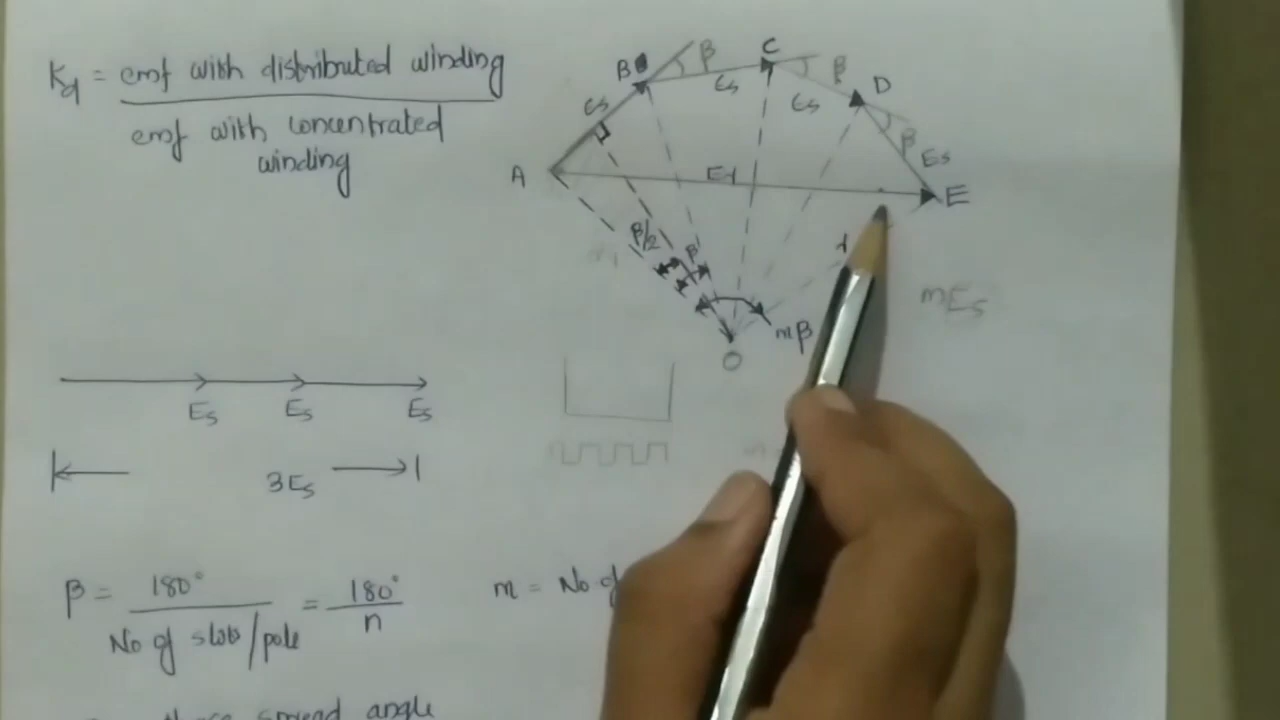 Kd = emf with distributed winding
emf with concentrated
winding
A
B
C
D
E
O
Es
Es
Es
Es
β
β
β
β
β/2
β
mβ
mEs
Es Es Es
3Es
β = 180° = 180°
No of slots/pole n
m = No of
spread angle